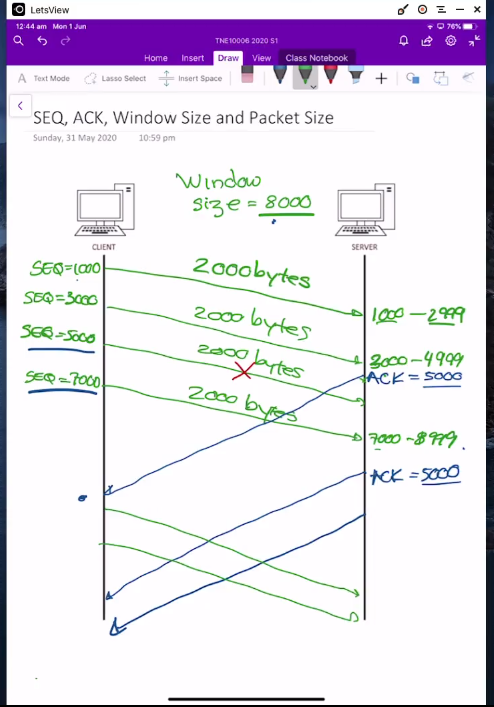 LetsView
12:44 am Mon 1 Jun
76%
TNE10006 2020 S1
Home Insert Draw View Class Notebook
Text Mode Lasso Select Insert Space
SEQ, ACK, Window Size and Packet Size
Sunday, 31 May 2020 10:59 pm
Window
size = 8000
CLIENT SERVER
SEQ=1000 2000 bytes
1000 - 2999
SEQ=3000 2000 bytes
SEQ=5000 2000 bytes
3000 - 4999
ACK = 5000
SEQ=7000 2000 bytes
7000 - 8999.
ACK = 5000